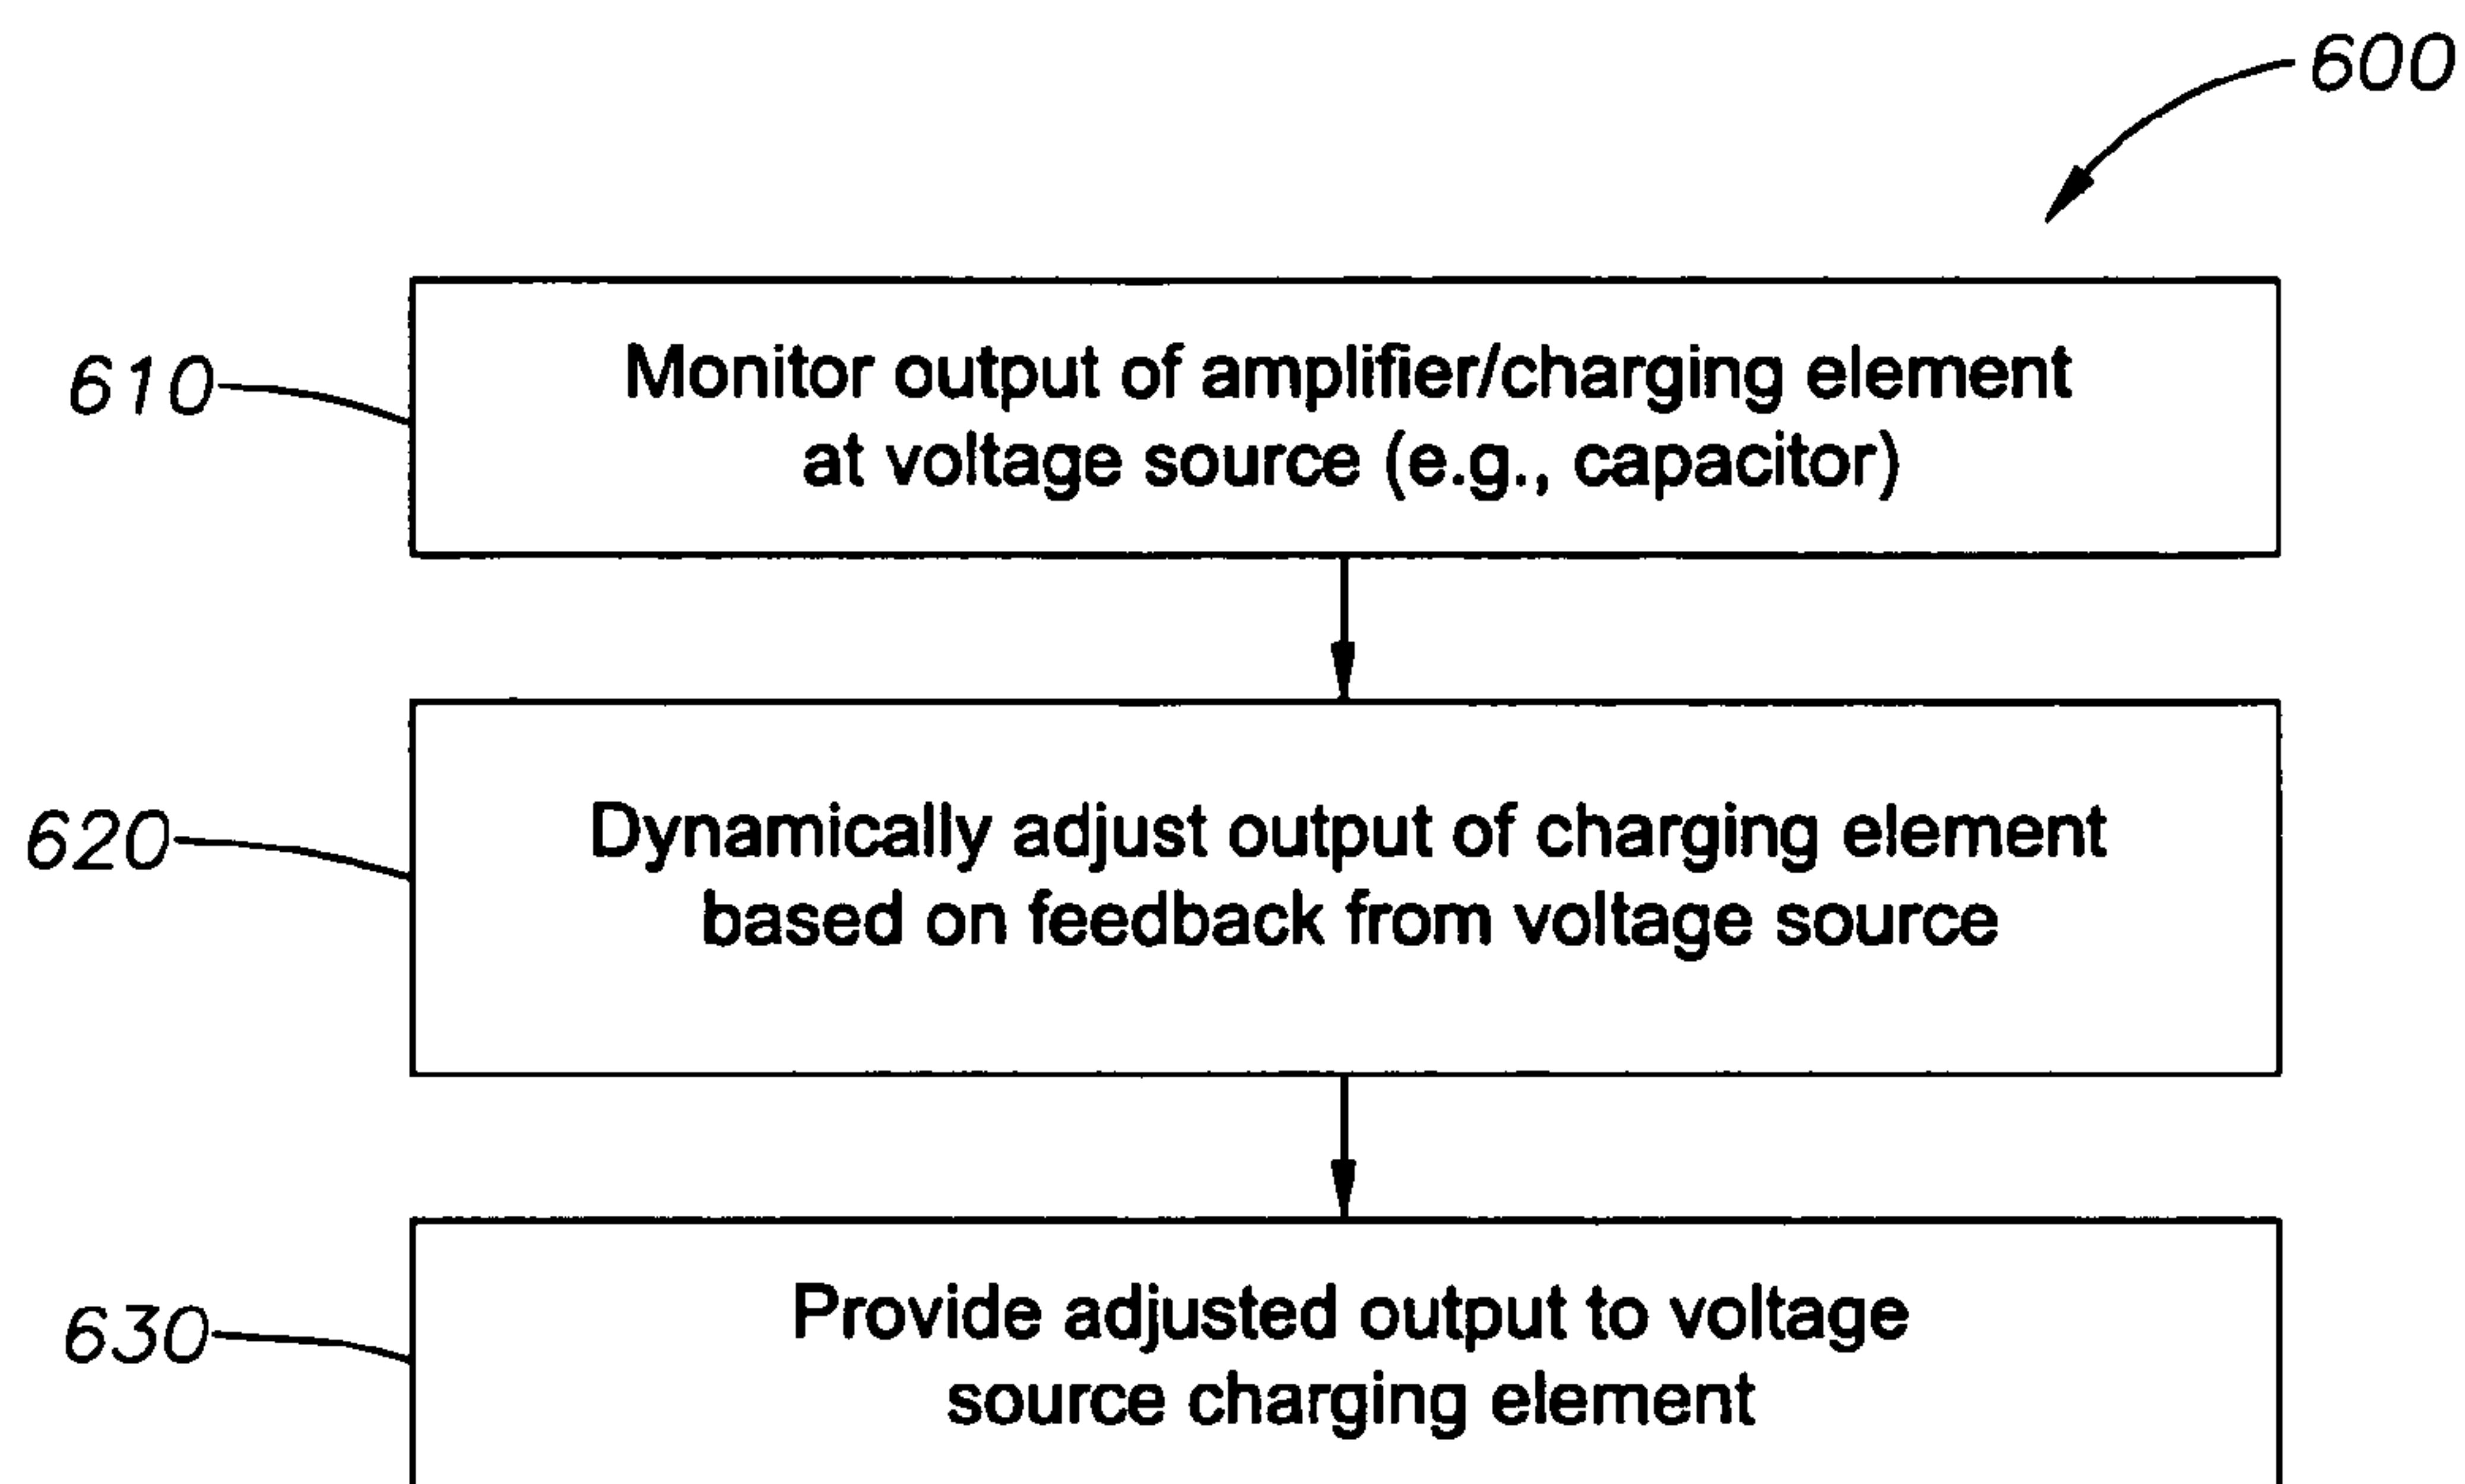 600
610
Monitor output of amplifier/charging element
at voltage source (e.g., capacitor)
620
Dynamically adjust output of charging element
based on feedback from voltage source
630
Provide adjusted output to voltage
source charging element